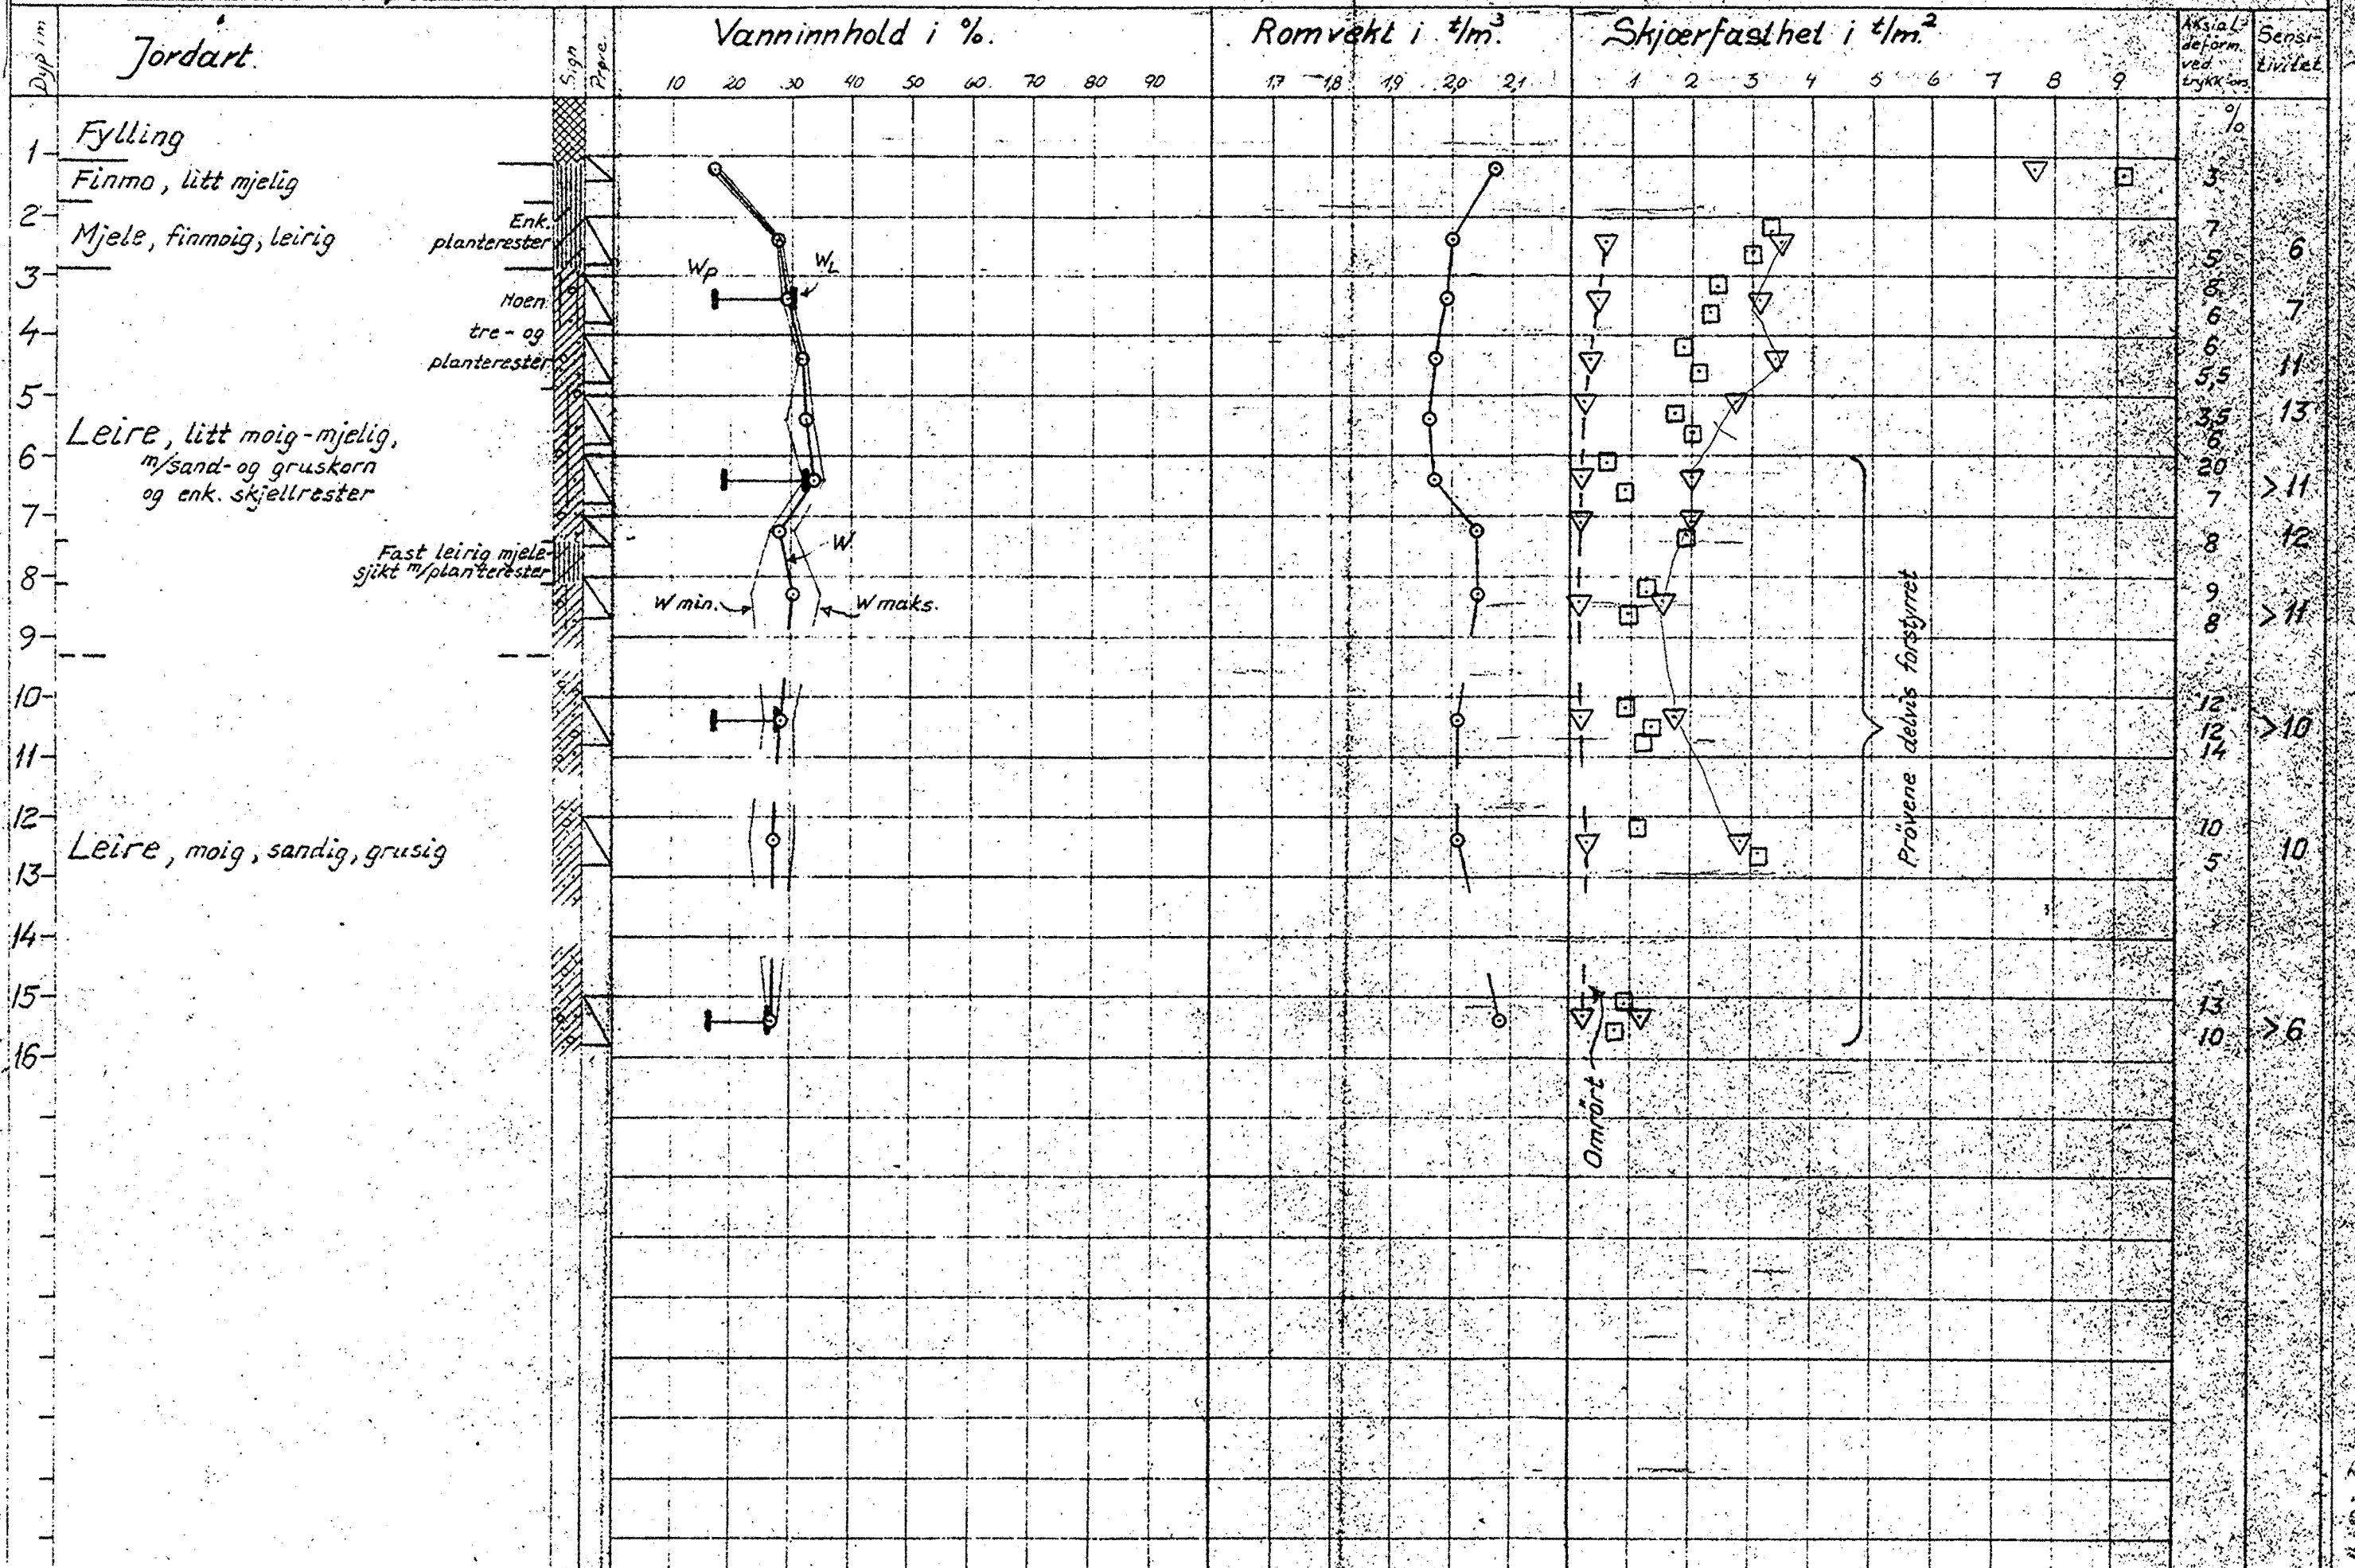 Dyp i m
Jordart.
Sign
Prøve
Vanninnhold i %.
10 20 30 40 50 60 70 80 90
Romvekt i t/m³.
1,7 1,8 1,9 2,0 2,1
Skjærfasthet i t/m²
1 2 3 4 5 6 7 8 9
Aksial-
deform.
ved
trykk
Sensi-
tivitet
%
Fylling
1
Finmo, litt mjelig
3
2
Mjele, finmoig, leirig
Enk.
planterester
7
5
6
3
Wp
WL
Noen
tre- og
planterester
6
6
7
4
6
5,5
11
5
3,5
6
13
Leire, litt moig-mjelig,
m/sand- og gruskorn
og enk. skjellrester
6
20
7
>11
7
W
Fast leirig mjele-
sjikt m/planterester
8
12
8
W min.
W maks.
9
8
>11
9
Prövene delvis forstyrret
10
12
12
14
>10
11
12
Leire, moig, sandig, grusig
10
5
10
13
14
15
13
10
>6
16
Omrört